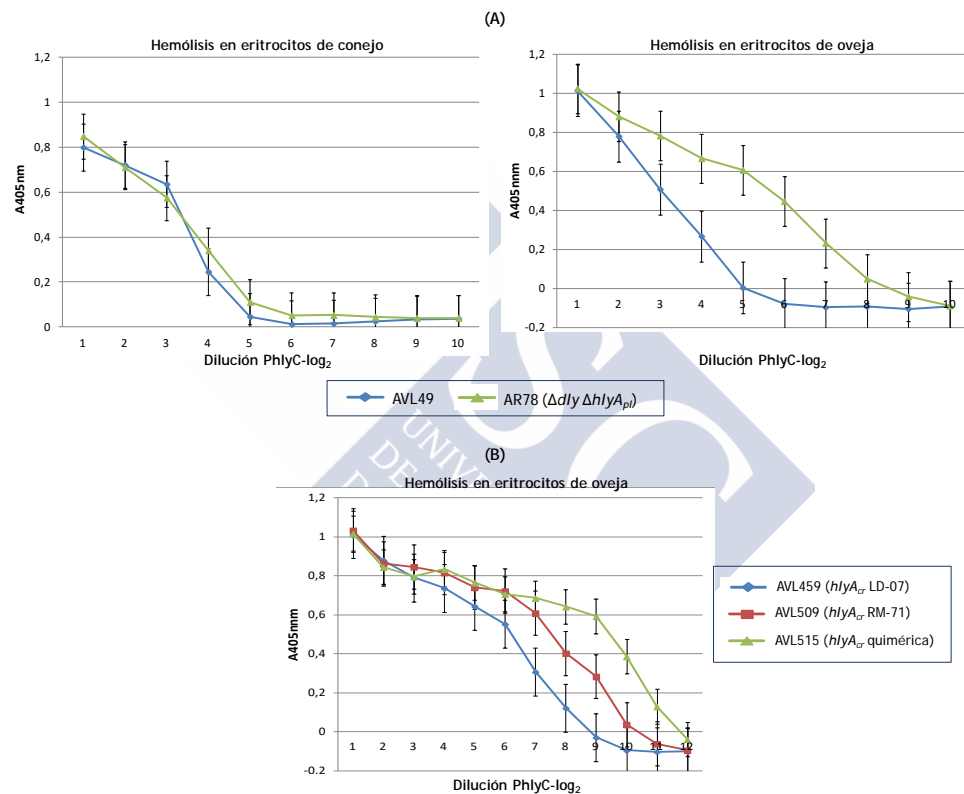 (A)
Hemólisis en eritrocitos de conejo
1,2
1
0,8
0,6
0,4
0,2
0
A405nm
1 2 3 4 5 6 7 8 9 10
Dilución PhlyC-log2
Hemólisis en eritrocitos de oveja
1,2
1
0,8
0,6
0,4
0,2
0
-0,2
A405nnm
1 2 3 4 5 6 7 8 9 10
Dilución PhlyC-log2
AVL49
AR78 (Δdly ΔhlyApl)
(B)
Hemólisis en eritrocitos de oveja
1,2
1
0,8
0,6
0,4
0,2
0
-0.2
A405nnm
1 2 3 4 5 6 7 8 9 10 11 12
Dilución PhlyC-log2
AVL459 (hlyAcr LD-07)
AVL509 (hlyAcr RM-71)
AVL515 (hlyAcr quimérica)